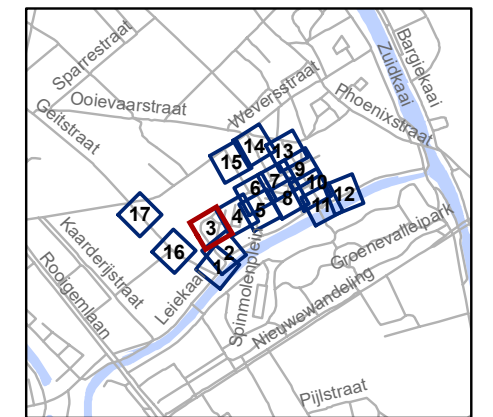 Sparrestraat
Geitstraat
Ooievaarstraat
Weversstraat
Zuidkaai
Bargiekaai
Phoenixstraat
14
13
15
9
7
10
6
12
8
11
5
4
17
3
2
16
1
Kaarderijstraat
Rooigemlaan
Leiekaai
Spinmolenplein
Groenevalleipark
Nieuwewandeling
Pijlstraat